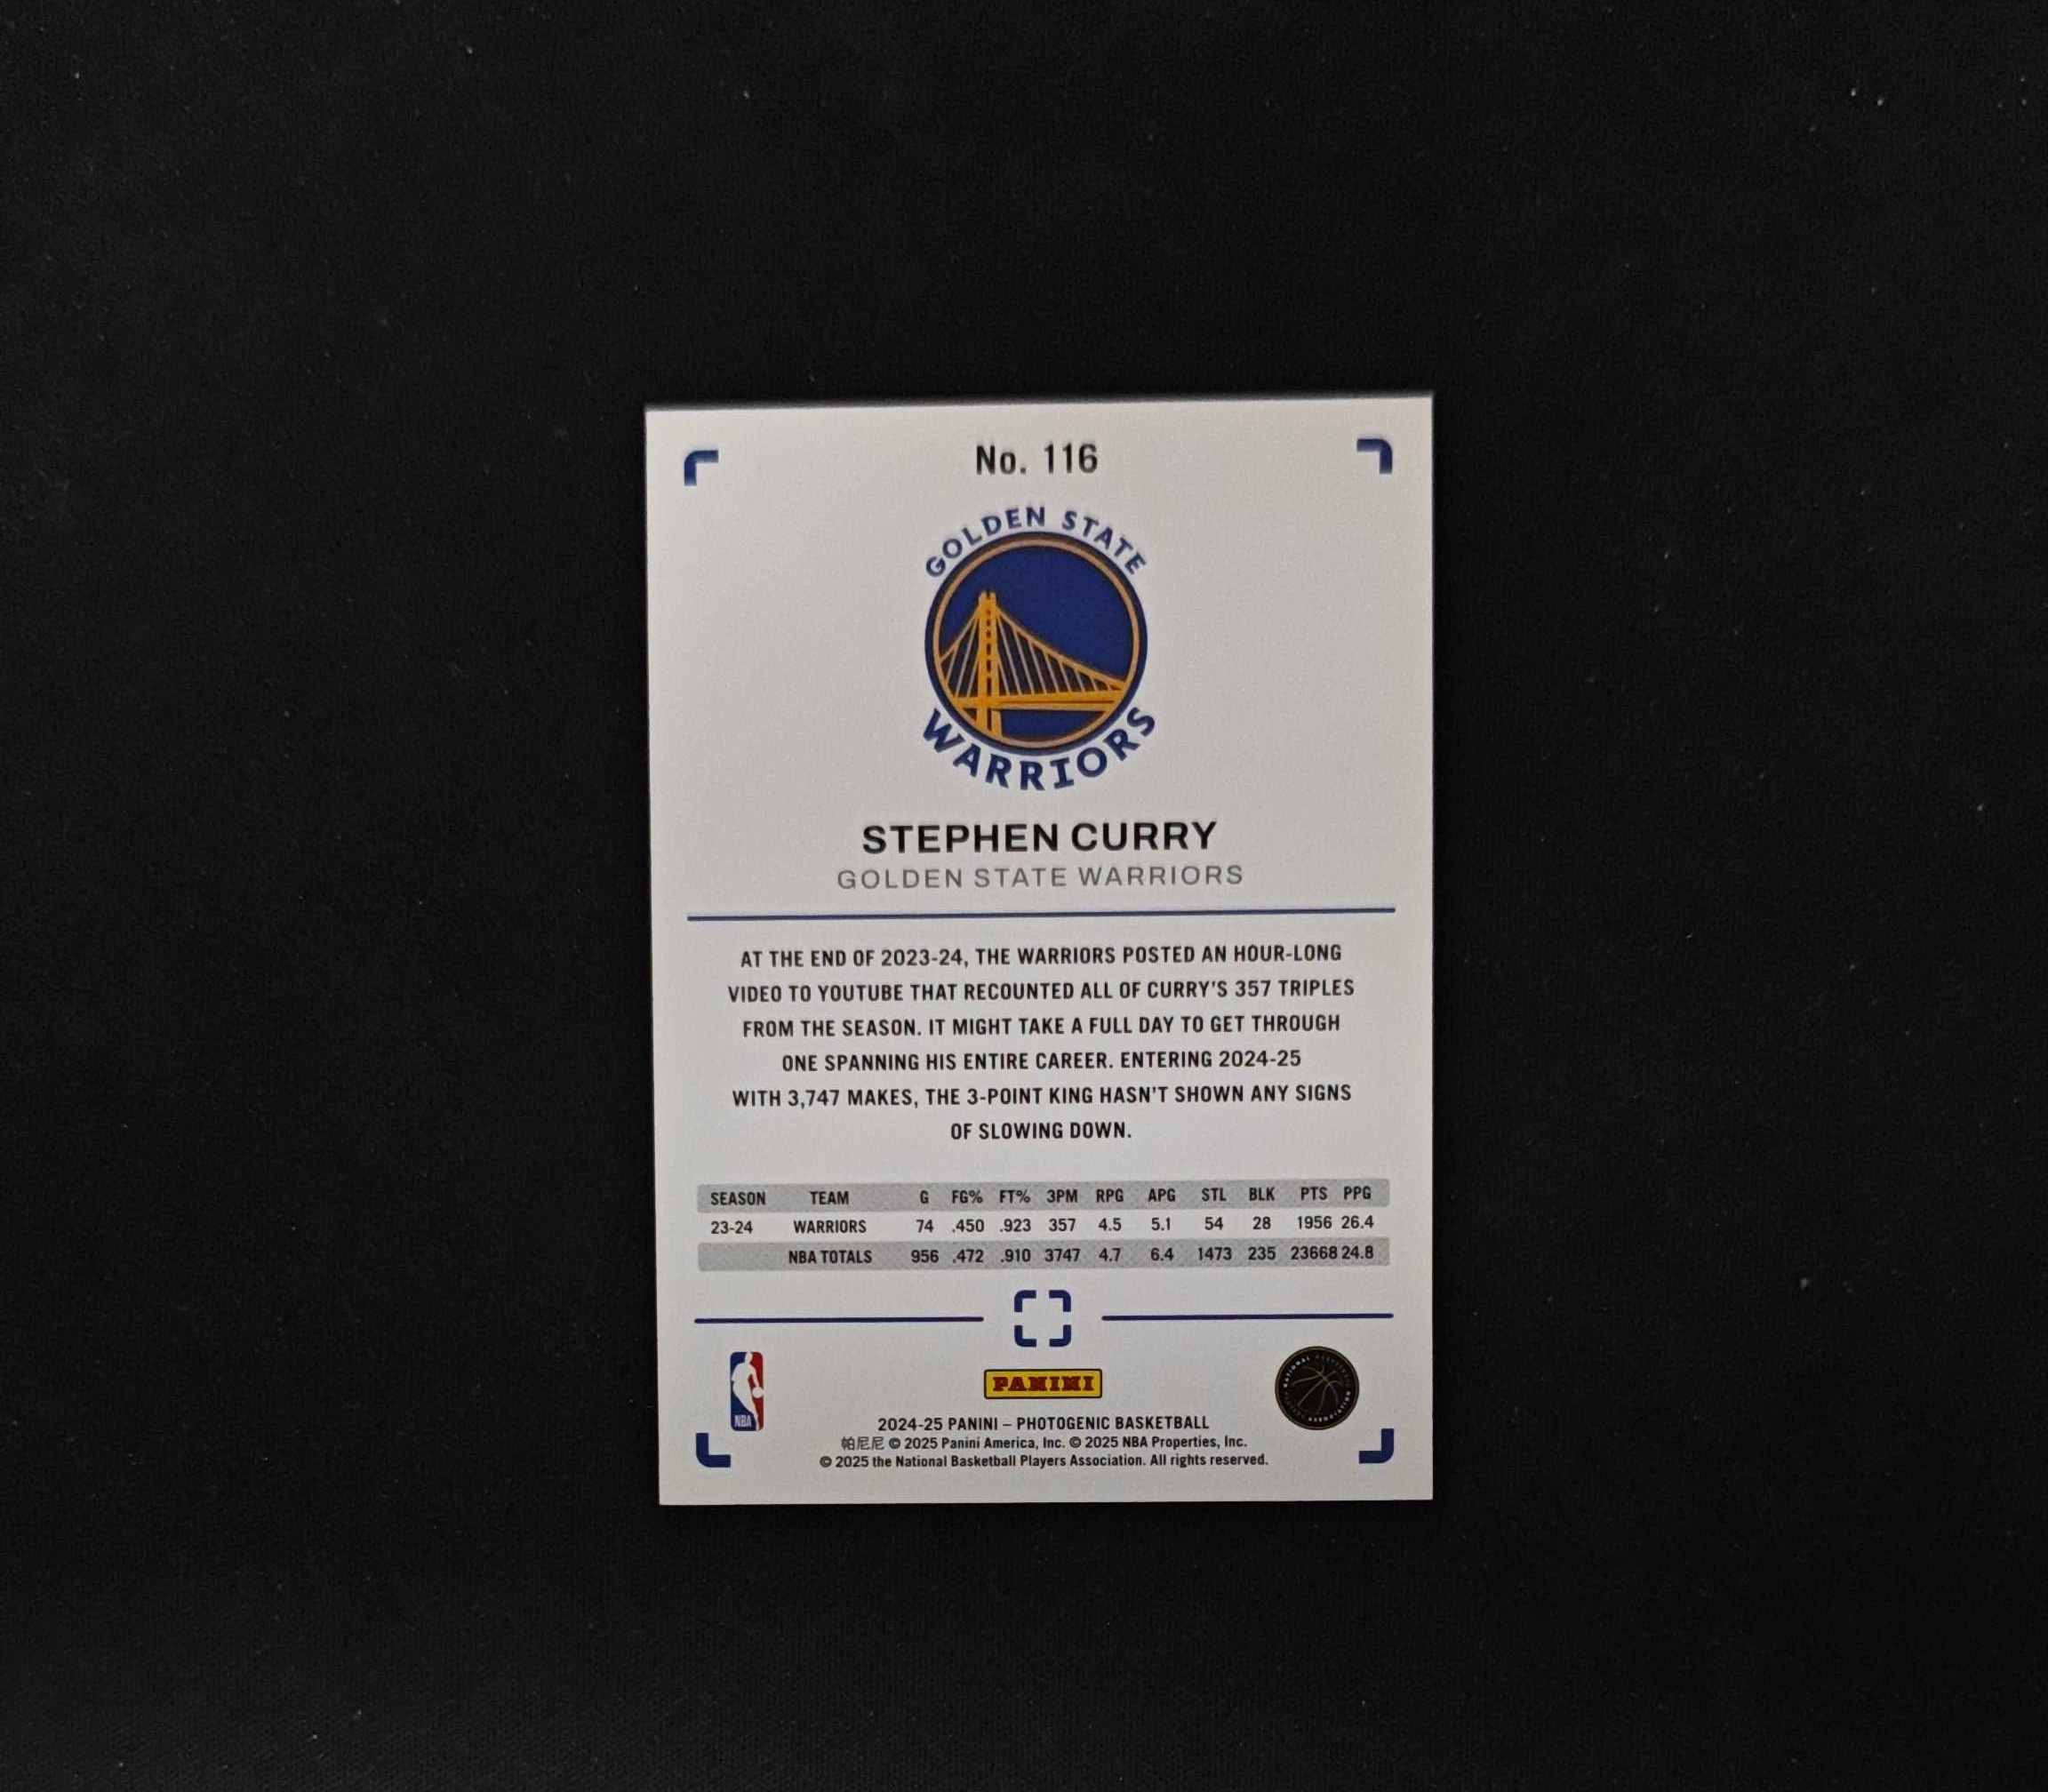 No. 116
GOLDEN STATE
WARRIORS
STEPHEN CURRY
GOLDEN STATE WARRIORS
AT THE END OF 2023-24, THE WARRIORS POSTED AN HOUR-LONG
VIDEO TO YOUTUBE THAT RECOUNTED ALL OF CURRY'S 357 TRIPLES
FROM THE SEASON. IT MIGHT TAKE A FULL DAY TO GET THROUGH
ONE SPANNING HIS ENTIRE CAREER. ENTERING 2024-25
WITH 3,747 MAKES, THE 3-POINT KING HASN'T SHOWN ANY SIGNS
OF SLOWING DOWN.
SEASON TEAM G FG% FT% 3PM RPG APG STL BLK PTS PPG
23-24 WARRIORS 74 .450 .923 357 4.5 5.1 54 28 1956 26.4
NBA TOTALS 956 .472 .910 3747 4.7 6.4 1473 235 23668 24.8
NBA
PANINI
2024-25 PANINI – PHOTOGENIC BASKETBALL
帕尼尼 © 2025 Panini America, Inc. © 2025 NBA Properties, Inc.
© 2025 the National Basketball Players Association. All rights reserved.